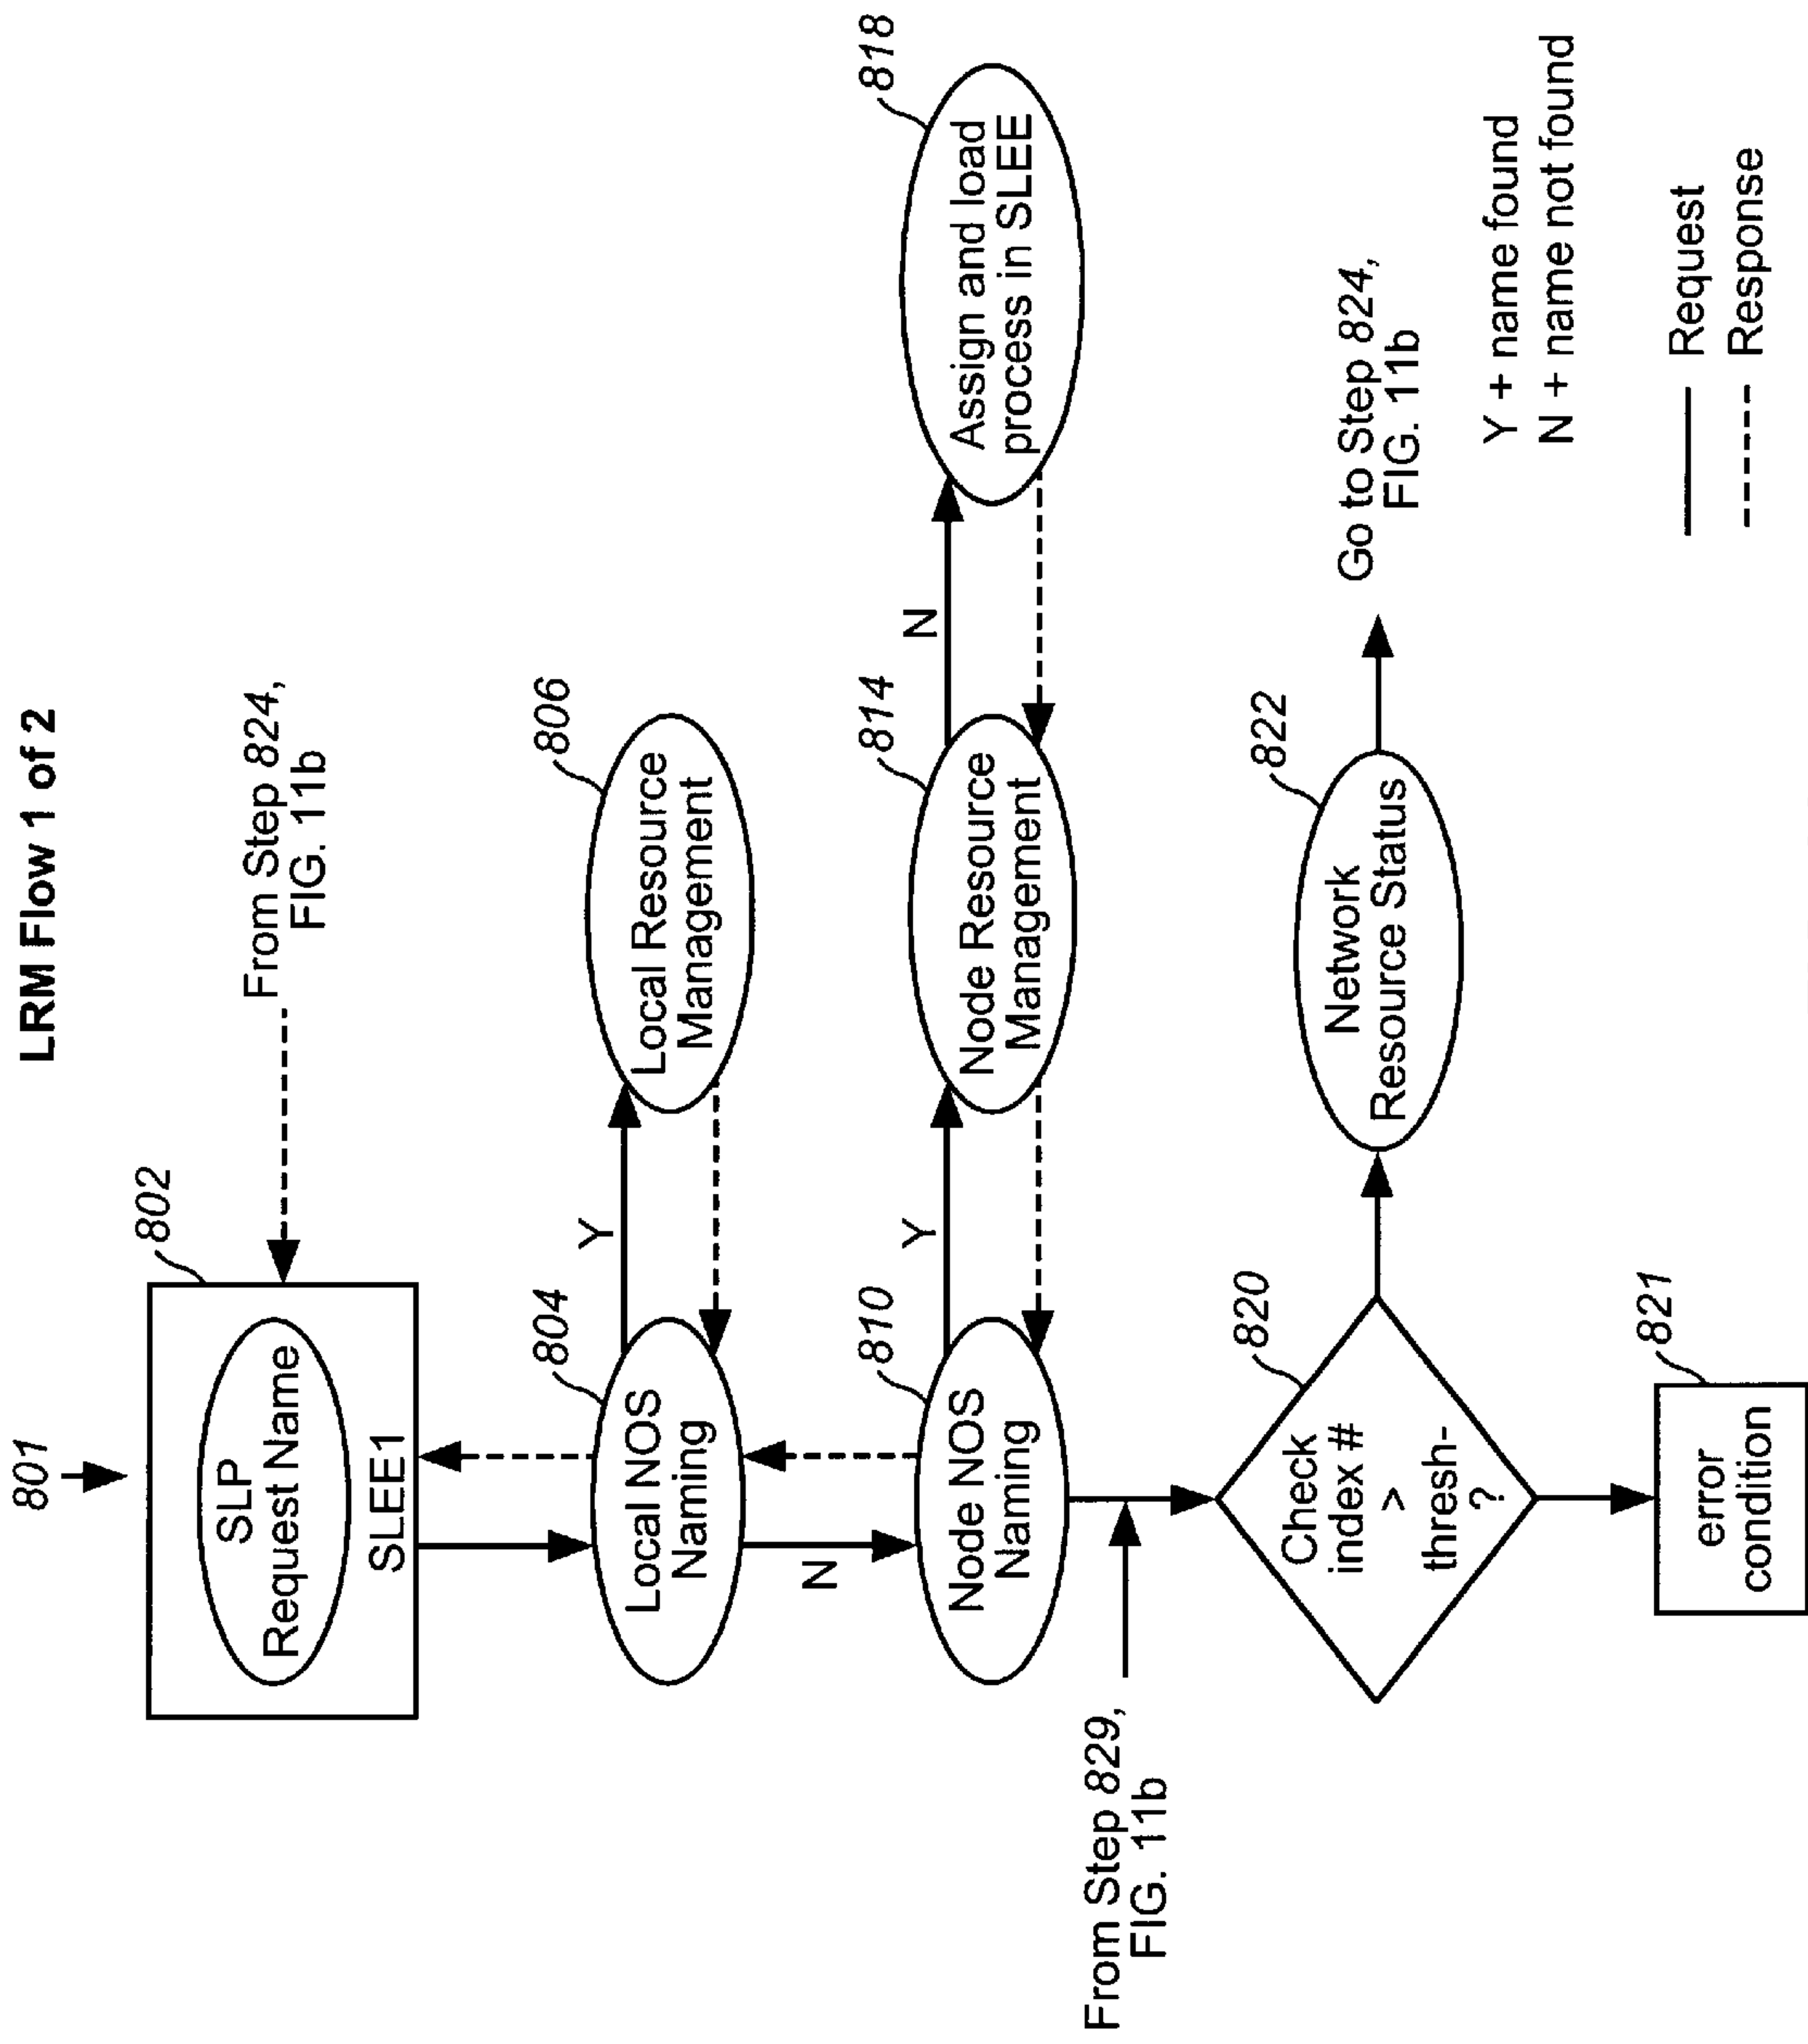 LRM Flow 1 of 2
801
802
SLP
Request Name
SLEE1
From Step 824,
FIG. 11b
804
Local NOS
Naming
Y
806
Local Resource
Management
N
810
Node NOS
Naming
Y
814
Node Resource
Management
N
818
Assign and load
process in SLEE
From Step 829,
FIG. 11b
820
Check
index #
>
thresh-
?
822
Network
Resource Status
Go to Step 824,
FIG. 11b
821
error
condition
Y + name found
N + name not found
Request
Response